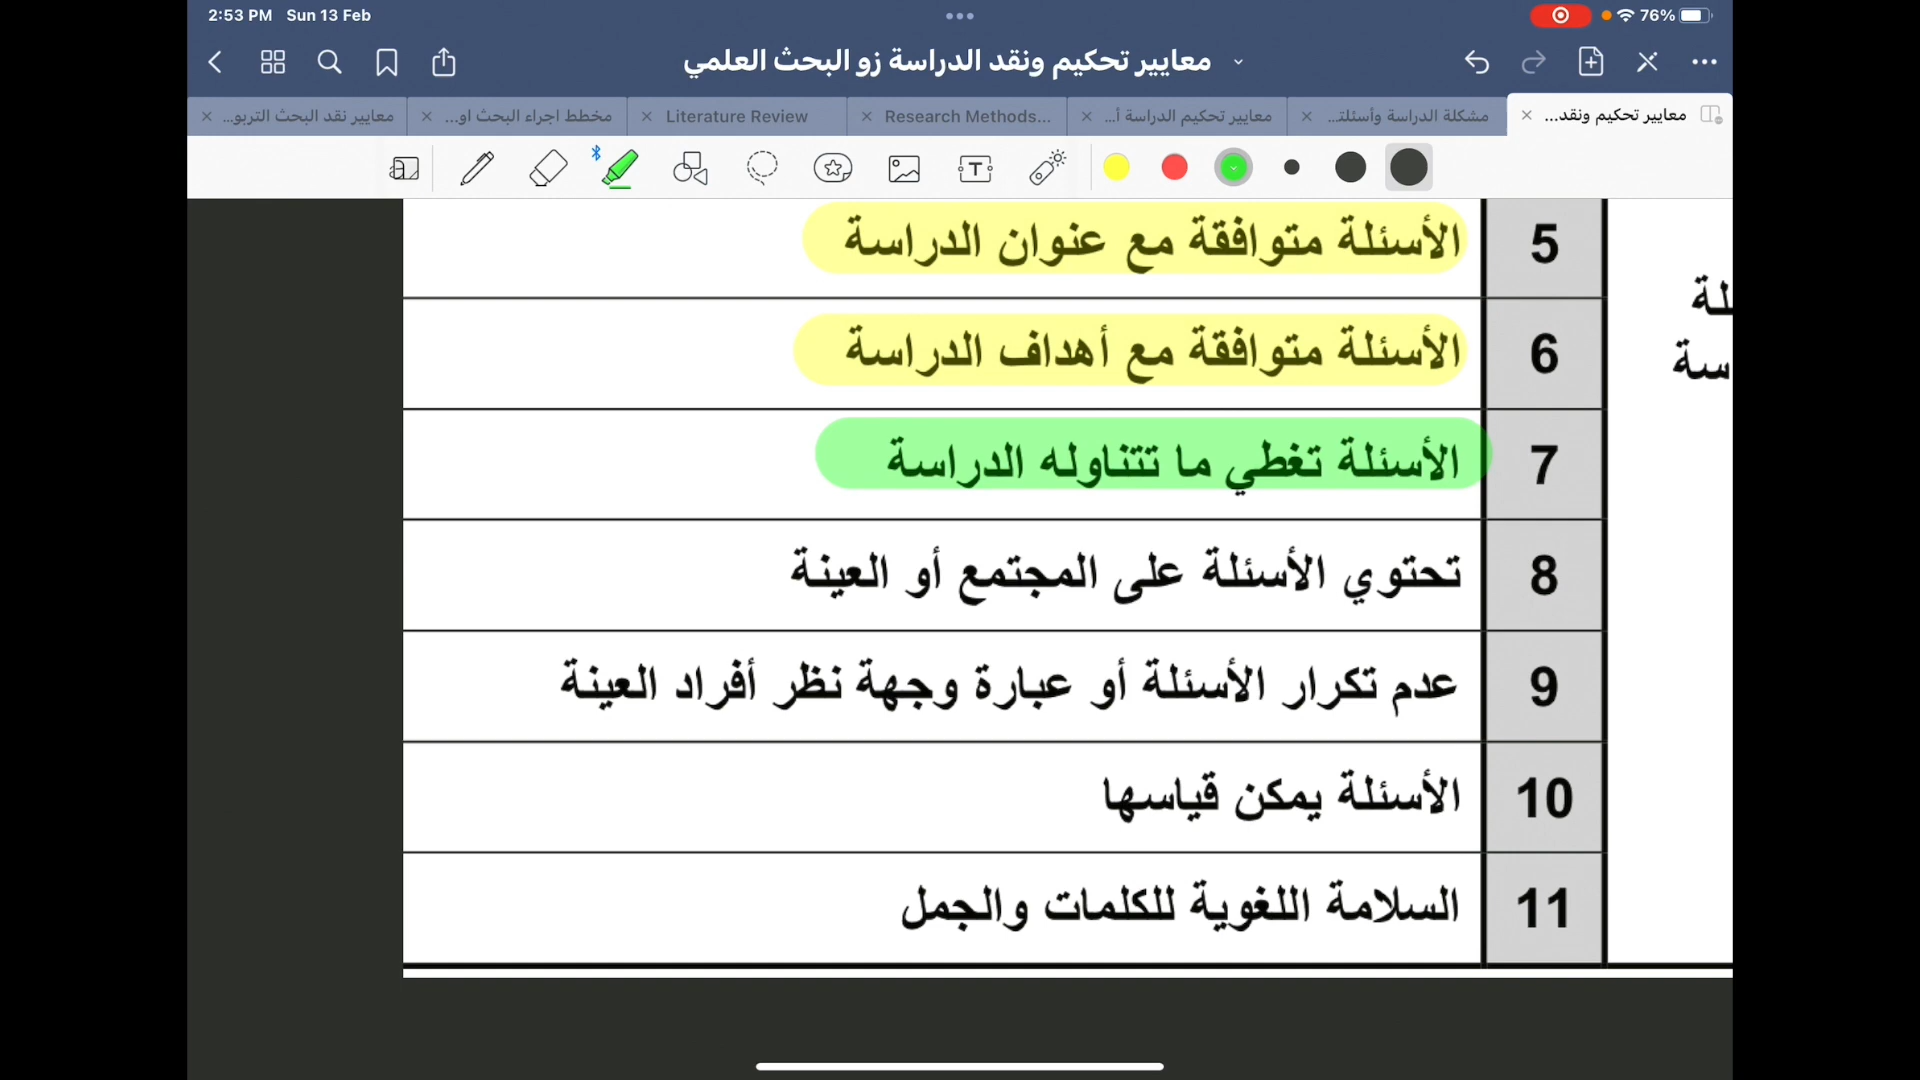 2:53 PM Sun 13 Feb
76%
معايير تحكيم ونقد الدراسة زو البحث العلمي
معايير نقد البحث التربو...
مخطط اجراء البحث او...
Literature Review
Research Methods...
معايير تحكيم الدراسة أ...
مشكلة الدراسة وأسئلتـ...
معايير تحكيم ونقد...
5 الأسئلة متوافقة مع عنوان الدراسة
6 الأسئلة متوافقة مع أهداف الدراسة
7 الأسئلة تغطي ما تتناوله الدراسة
8 تحتوي الأسئلة على المجتمع أو العينة
9 عدم تكرار الأسئلة أو عبارة وجهة نظر أفراد العينة
10 الأسئلة يمكن قياسها
11 السلامة اللغوية للكلمات والجمل